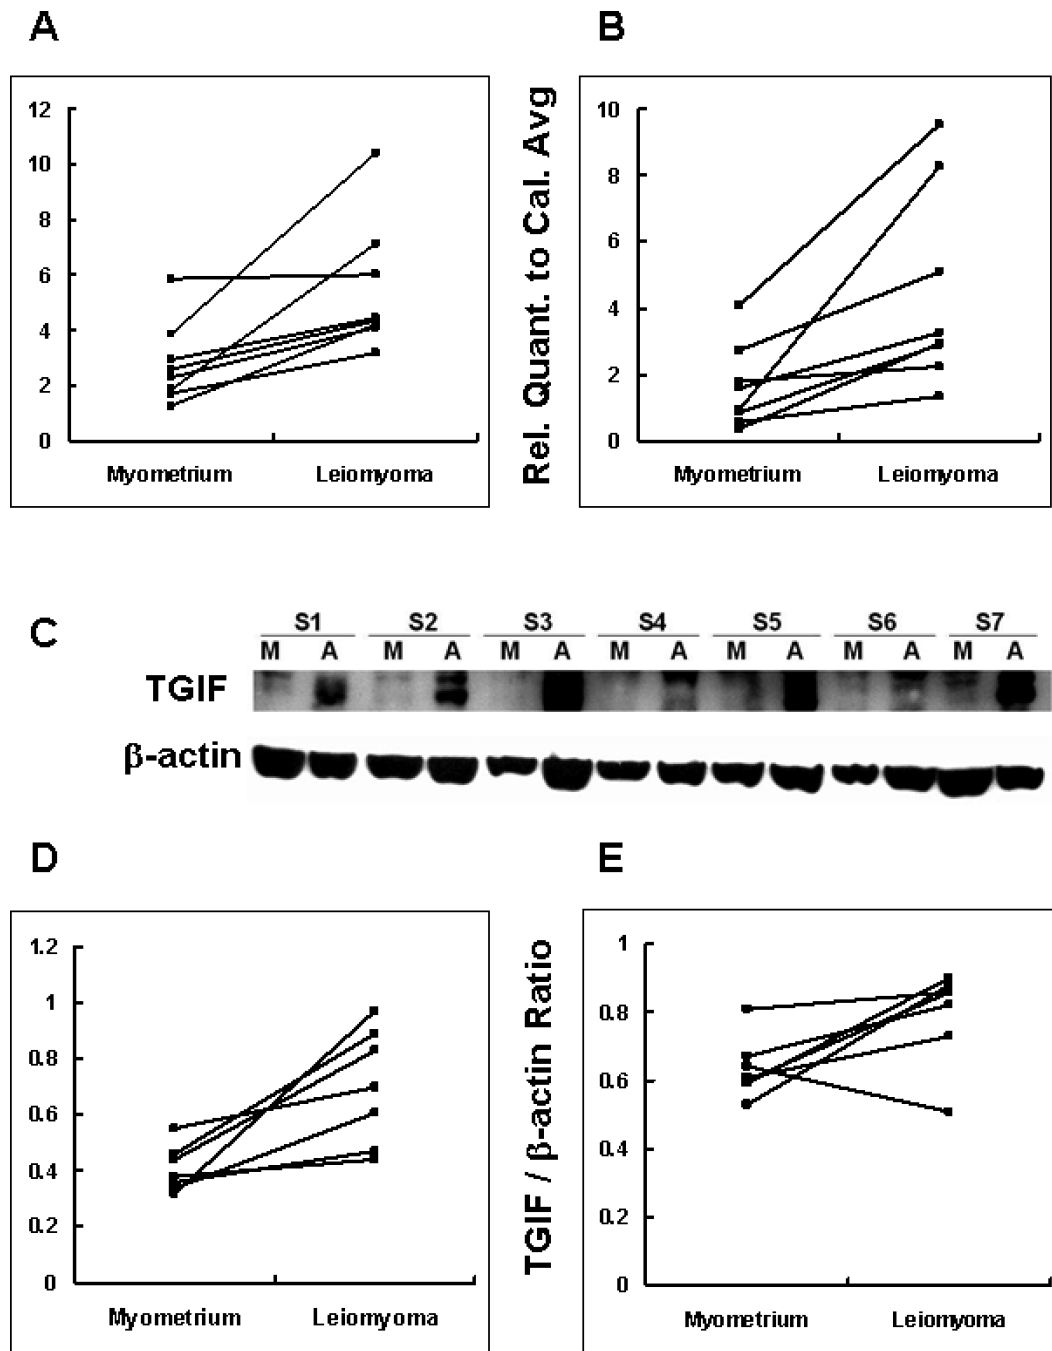 A
B
12
10
8
6
4
2
0
Myometrium Leiomyoma
Rel. Quant. to Cal. Avg
10
8
6
4
2
0
Myometrium Leiomyoma
C
S1 S2 S3 S4 S5 S6 S7
M A M A M A M A M A M A M A
TGIF
β-actin
D
E
1.2
1
0.8
0.6
0.4
0.2
0
Myometrium Leiomyoma
TGIF / β-actin Ratio
1
0.8
0.6
0.4
0.2
0
Myometrium Leiomyoma